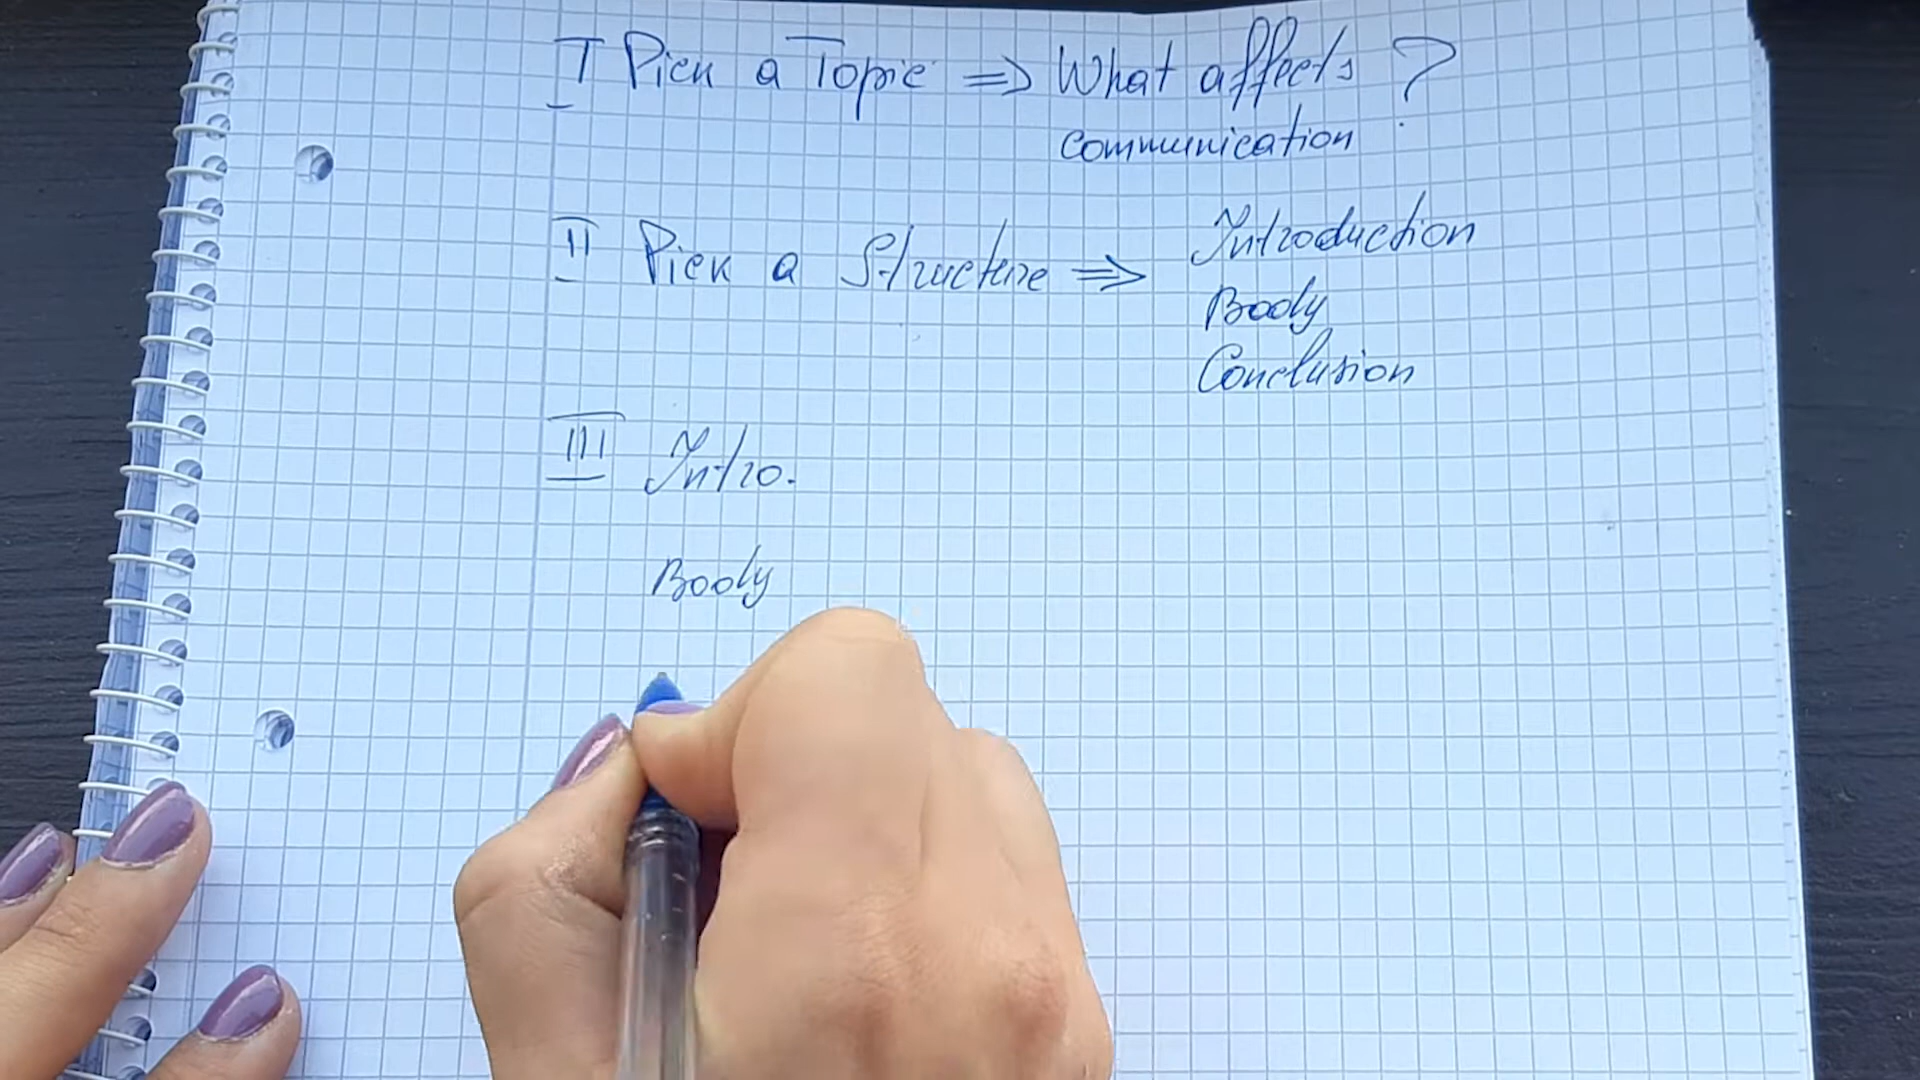 I Pick a Topic => What affects ?
communication
II Pick a Structure => Introduction
Body
Conclusion
III Intro.
Body